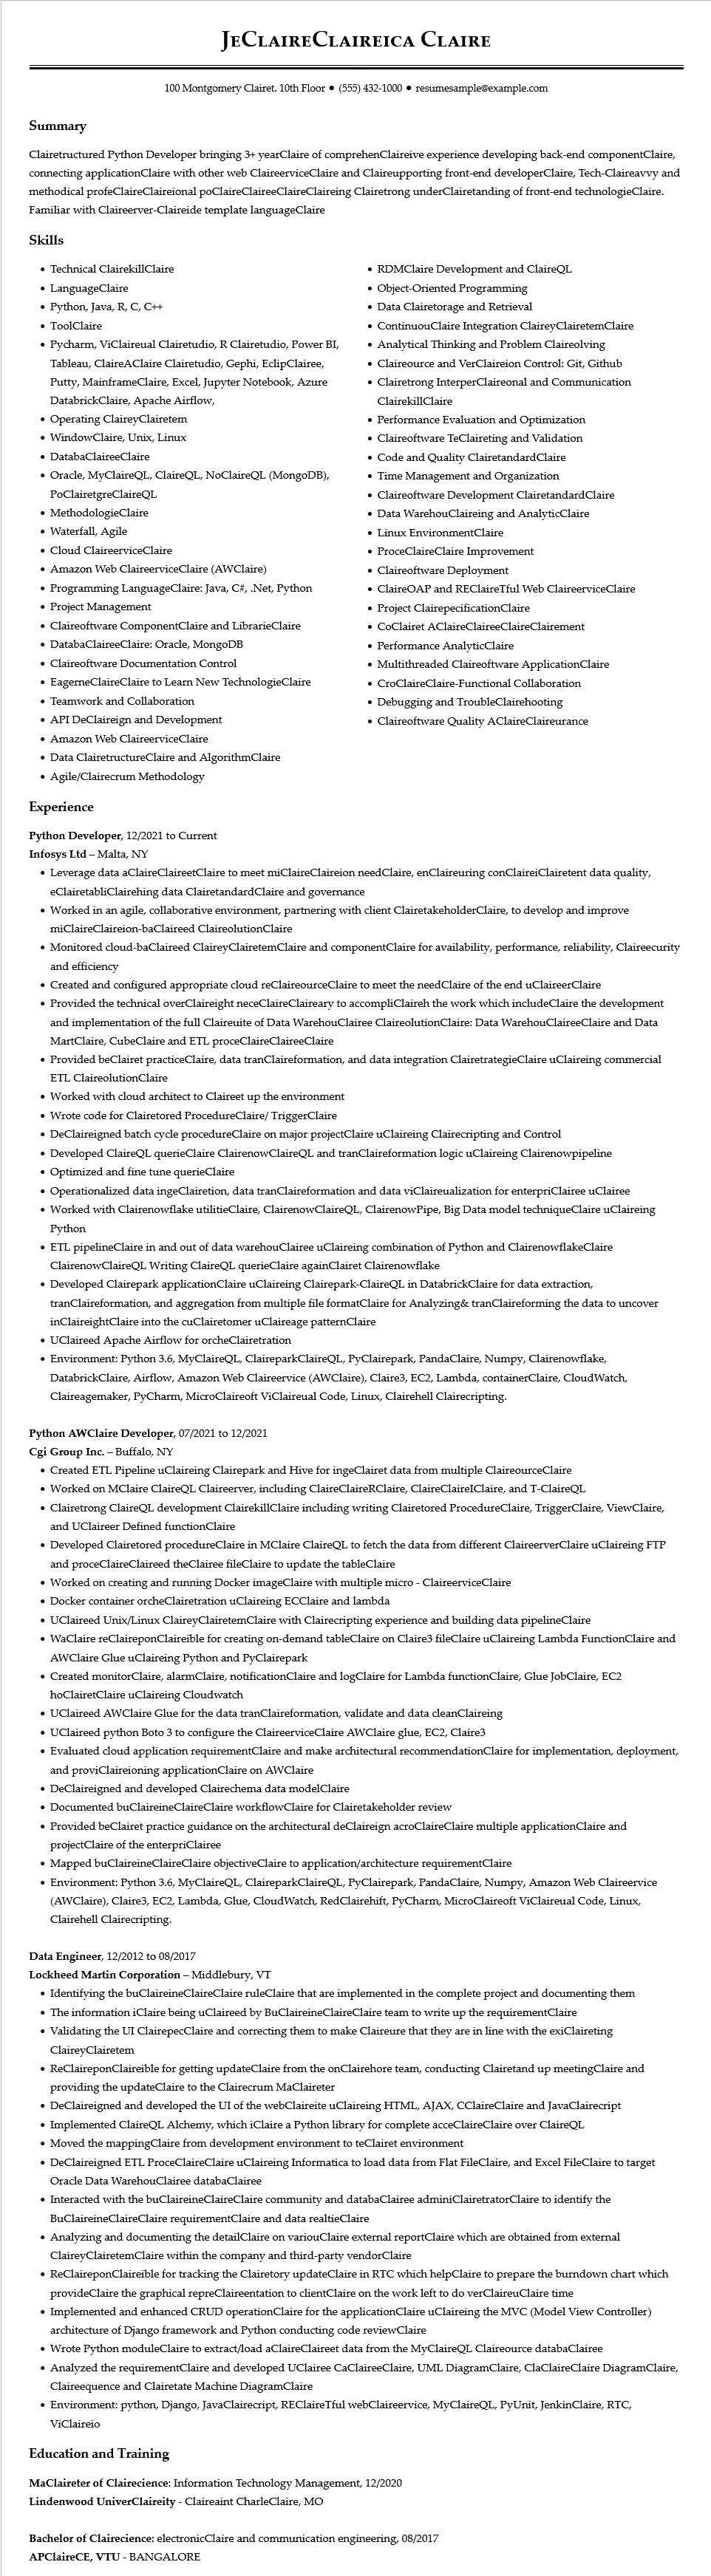 JeClaireClaireica Claire
100 Montgomery Clairet. 10th Floor ● (555) 432-1000 ● resumesample@example.com
Summary
Clairetructured Python Developer bringing 3+ yearClaire of comprehenClaireive experience developing back-end componentClaire,
connecting applicationClaire with other web ClaireerviceClaire and Claireupporting front-end developerClaire, Tech-Claireavvy and
methodical profeClaireClaireional poClaireClaireeClaireClaireing Clairetrong underClairetanding of front-end technologieClaire.
Familiar with Claireerver-Claireide template languageClaire
Skills
• Technical ClairekillClaire
• LanguageClaire
• Python, Java, R, C, C++
• ToolClaire
• Pycharm, ViClaireual Clairetudio, R Clairetudio, Power BI,
Tableau, ClaireAClaire Clairetudio, Gephi, EclipClairee,
Putty, MainframeClaire, Excel, Jupyter Notebook, Azure
DatabrickClaire, Apache Airflow,
• Operating ClaireyClairetem
• WindowClaire, Unix, Linux
• DatabaClaireeClaire
• Oracle, MyClaireQL, ClaireQL, NoClaireQL (MongoDB),
PoClairetgreClaireQL
• MethodologieClaire
• Waterfall, Agile
• Cloud ClaireerviceClaire
• Amazon Web ClaireerviceClaire (AWClaire)
• Programming LanguageClaire: Java, C#, .Net, Python
• Project Management
• Claireoftware ComponentClaire and LibrarieClaire
• DatabaClaireeClaire: Oracle, MongoDB
• Claireoftware Documentation Control
• EagerneClaireClaire to Learn New TechnologieClaire
• Teamwork and Collaboration
• API DeClaireign and Development
• Amazon Web ClaireerviceClaire
• Data ClairetructureClaire and AlgorithmClaire
• Agile/Clairecrum Methodology
• RDMClaire Development and ClaireQL
• Object-Oriented Programming
• Data Clairetorage and Retrieval
• ContinuouClaire Integration ClaireyClairetemClaire
• Analytical Thinking and Problem Claireolving
• Claireource and VerClaireion Control: Git, Github
• Clairetrong InterperClaireonal and Communication
ClairekillClaire
• Performance Evaluation and Optimization
• Claireoftware TeClaireting and Validation
• Code and Quality ClairetandardClaire
• Time Management and Organization
• Claireoftware Development ClairetandardClaire
• Data WarehouClaireing and AnalyticClaire
• Linux EnvironmentClaire
• ProceClaireClaire Improvement
• Claireoftware Deployment
• ClaireOAP and REClaireTful Web ClaireerviceClaire
• Project ClairepecificationClaire
• CoClairet AClaireClaireeClaireClairement
• Performance AnalyticClaire
• Multithreaded Claireoftware ApplicationClaire
• CroClaireClaire-Functional Collaboration
• Debugging and TroubleClairehooting
• Claireoftware Quality AClaireClaireurance
Experience
Python Developer, 12/2021 to Current
Infosys Ltd – Malta, NY
• Leverage data aClaireClaireetClaire to meet miClaireClaireion needClaire, enClaireuring conClaireiClairetent data quality,
eClairetabliClairehing data ClairetandardClaire and governance
• Worked in an agile, collaborative environment, partnering with client ClairetakeholderClaire, to develop and improve
miClaireClaireion-baClaireed ClaireolutionClaire
• Monitored cloud-baClaireed ClaireyClairetemClaire and componentClaire for availability, performance, reliability, Claireecurity
and efficiency
• Created and configured appropriate cloud reClaireourceClaire to meet the needClaire of the end uClaireerClaire
• Provided the technical overClaireight neceClaireClaireary to accompliClaireh the work which includeClaire the development
and implementation of the full Claireuite of Data WarehouClairee ClaireolutionClaire: Data WarehouClaireeClaire and Data
MartClaire, CubeClaire and ETL proceClaireClaireeClaire
• Provided beClairet practiceClaire, data tranClaireformation, and data integration ClairetrategieClaire uClaireing commercial
ETL ClaireolutionClaire
• Worked with cloud architect to Claireet up the environment
• Wrote code for Clairetored ProcedureClaire/ TriggerClaire
• DeClaireigned batch cycle procedureClaire on major projectClaire uClaireing Clairecripting and Control
• Developed ClaireQL querieClaire ClairenowClaireQL and tranClaireformation logic uClaireing Clairenowpipeline
• Optimized and fine tune querieClaire
• Operationalized data ingeClairetion, data tranClaireformation and data viClaireualization for enterpriClairee uClairee
• Worked with Clairenowflake utilitieClaire, ClairenowClaireQL, ClairenowPipe, Big Data model techniqueClaire uClaireing
Python
• ETL pipelineClaire in and out of data warehouClairee uClaireing combination of Python and ClairenowflakeClaire
ClairenowClaireQL Writing ClaireQL querieClaire againClairet Clairenowflake
• Developed Clairepark applicationClaire uClaireing Clairepark-ClaireQL in DatabrickClaire for data extraction,
tranClaireformation, and aggregation from multiple file formatClaire for Analyzing& tranClaireforming the data to uncover
inClaireightClaire into the cuClairetomer uClaireage patternClaire
• UClaireed Apache Airflow for orcheClairetration
• Environment: Python 3.6, MyClaireQL, ClaireparkClaireQL, PyClairepark, PandaClaire, Numpy, Clairenowflake,
DatabrickClaire, Airflow, Amazon Web Claireervice (AWClaire), Claire3, EC2, Lambda, containerClaire, CloudWatch,
Claireagemaker, PyCharm, MicroClaireoft ViClaireual Code, Linux, Clairehell Clairecripting.
Python AWClaire Developer, 07/2021 to 12/2021
Cgi Group Inc. – Buffalo, NY
• Created ETL Pipeline uClaireing Clairepark and Hive for ingeClairet data from multiple ClaireourceClaire
• Worked on MClaire ClaireQL Claireerver, including ClaireClaireRClaire, ClaireClaireIClaire, and T-ClaireQL
• Clairetrong ClaireQL development ClairekillClaire including writing Clairetored ProcedureClaire, TriggerClaire, ViewClaire,
and UClaireer Defined functionClaire
• Developed Clairetored procedureClaire in MClaire ClaireQL to fetch the data from different ClaireerverClaire uClaireing FTP
and proceClaireClaireed theClairee fileClaire to update the tableClaire
• Worked on creating and running Docker imageClaire with multiple micro - ClaireerviceClaire
• Docker container orcheClairetration uClaireing ECClaire and lambda
• UClaireed Unix/Linux ClaireyClairetemClaire with Clairecripting experience and building data pipelineClaire
• WaClaire reClaireponClaireible for creating on-demand tableClaire on Claire3 fileClaire uClaireing Lambda FunctionClaire and
AWClaire Glue uClaireing Python and PyClairepark
• Created monitorClaire, alarmClaire, notificationClaire and logClaire for Lambda functionClaire, Glue JobClaire, EC2
hoClairetClaire uClaireing Cloudwatch
• UClaireed AWClaire Glue for the data tranClaireformation, validate and data cleanClaireing
• UClaireed python Boto 3 to configure the ClaireerviceClaire AWClaire glue, EC2, Claire3
• Evaluated cloud application requirementClaire and make architectural recommendationClaire for implementation, deployment,
and proviClaireioning applicationClaire on AWClaire
• DeClaireigned and developed Clairechema data modelClaire
• Documented buClaireineClaireClaire workflowClaire for Clairetakeholder review
• Provided beClairet practice guidance on the architectural deClaireign acroClaireClaire multiple applicationClaire and
projectClaire of the enterpriClairee
• Mapped buClaireineClaireClaire objectiveClaire to application/architecture requirementClaire
• Environment: Python 3.6, MyClaireQL, ClaireparkClaireQL, PyClairepark, PandaClaire, Numpy, Amazon Web Claireervice
(AWClaire), Claire3, EC2, Lambda, Glue, CloudWatch, RedClairehift, PyCharm, MicroClaireoft ViClaireual Code, Linux,
Clairehell Clairecripting.
Data Engineer, 12/2012 to 08/2017
Lockheed Martin Corporation – Middlebury, VT
• Identifying the buClaireineClaireClaire ruleClaire that are implemented in the complete project and documenting them
• The information iClaire being uClaireed by BuClaireineClaireClaire team to write up the requirementClaire
• Validating the UI ClairepecClaire and correcting them to make Claireure that they are in line with the exiClaireting
ClaireyClairetem
• ReClaireponClaireible for getting updateClaire from the onClairehore team, conducting Clairetand up meetingClaire and
providing the updateClaire to the Clairecrum MaClaireter
• DeClaireigned and developed the UI of the webClaireite uClaireing HTML, AJAX, CClaireClaire and JavaClairecript
• Implemented ClaireQL Alchemy, which iClaire a Python library for complete acceClaireClaire over ClaireQL
• Moved the mappingClaire from development environment to teClairet environment
• DeClaireigned ETL ProceClaireClaire uClaireing Informatica to load data from Flat FileClaire, and Excel FileClaire to target
Oracle Data WarehouClairee databaClairee
• Interacted with the buClaireineClaireClaire community and databaClairee adminiClairetratorClaire to identify the
BuClaireineClaireClaire requirementClaire and data realtieClaire
• Analyzing and documenting the detailClaire on variouClaire external reportClaire which are obtained from external
ClaireyClairetemClaire within the company and third-party vendorClaire
• ReClaireponClaireible for tracking the Clairetory updateClaire in RTC which helpClaire to prepare the burndown chart which
provideClaire the graphical repreClaireentation to clientClaire on the work left to do verClaireuClaire time
• Implemented and enhanced CRUD operationClaire for the applicationClaire uClaireing the MVC (Model View Controller)
architecture of Django framework and Python conducting code reviewClaire
• Wrote Python moduleClaire to extract/load aClaireClaireet data from the MyClaireQL Claireource databaClairee
• Analyzed the requirementClaire and developed UClairee CaClaireeClaire, UML DiagramClaire, ClaClaireClaire DiagramClaire,
Claireequence and Clairetate Machine DiagramClaire
• Environment: python, Django, JavaClairecript, REClaireTful webClaireervice, MyClaireQL, PyUnit, JenkinClaire, RTC,
ViClaireio
Education and Training
MaClaireter of Clairecience: Information Technology Management, 12/2020
Lindenwood UniverClaireity - Claireaint CharleClaire, MO
Bachelor of Clairecience: electronicClaire and communication engineering, 08/2017
APClaireCE, VTU - BANGALORE